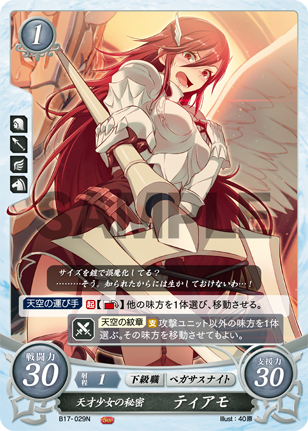 1
SAMPLE
サイズを鎧で誤魔化してる？
………そう、知られたからには生かしておけないわ…！
天空の運び手 起【】他の味方を1体選び、移動させる。
天空の紋章 攻撃ユニット以外の味方を1体選ぶ。その味方を移動させてもよい。
戦闘力
30
射程 1
下級職
ペガサスナイト
支援力
30
天才少女の秘密 ティアモ
B17-029N
Illust：40原